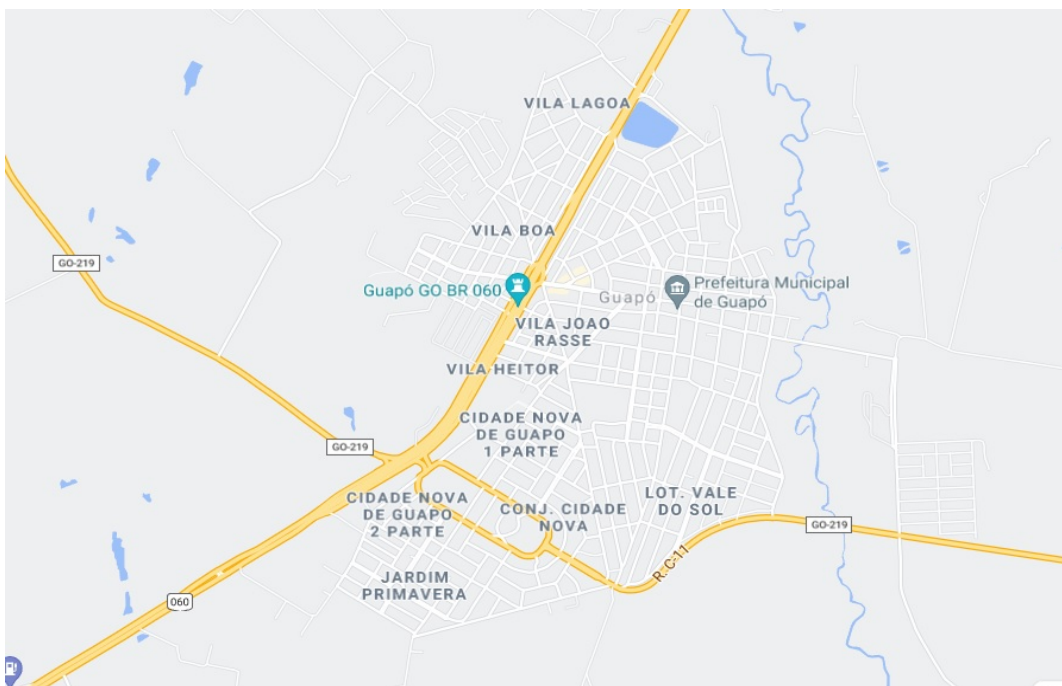 VILA LAGOA
VILA BOA
GO-219
Guapó GO BR 060
Guapó
Prefeitura Municipal
de Guapó
VILA JOAO
RASSE
VILA HEITOR
CIDADE NOVA
DE GUAPO
1 PARTE
GO-219
CIDADE NOVA
DE GUAPO
2 PARTE
CONJ. CIDADE
NOVA
LOT. VALE
DO SOL
GO-219
R. C-11
JARDIM
PRIMAVERA
060